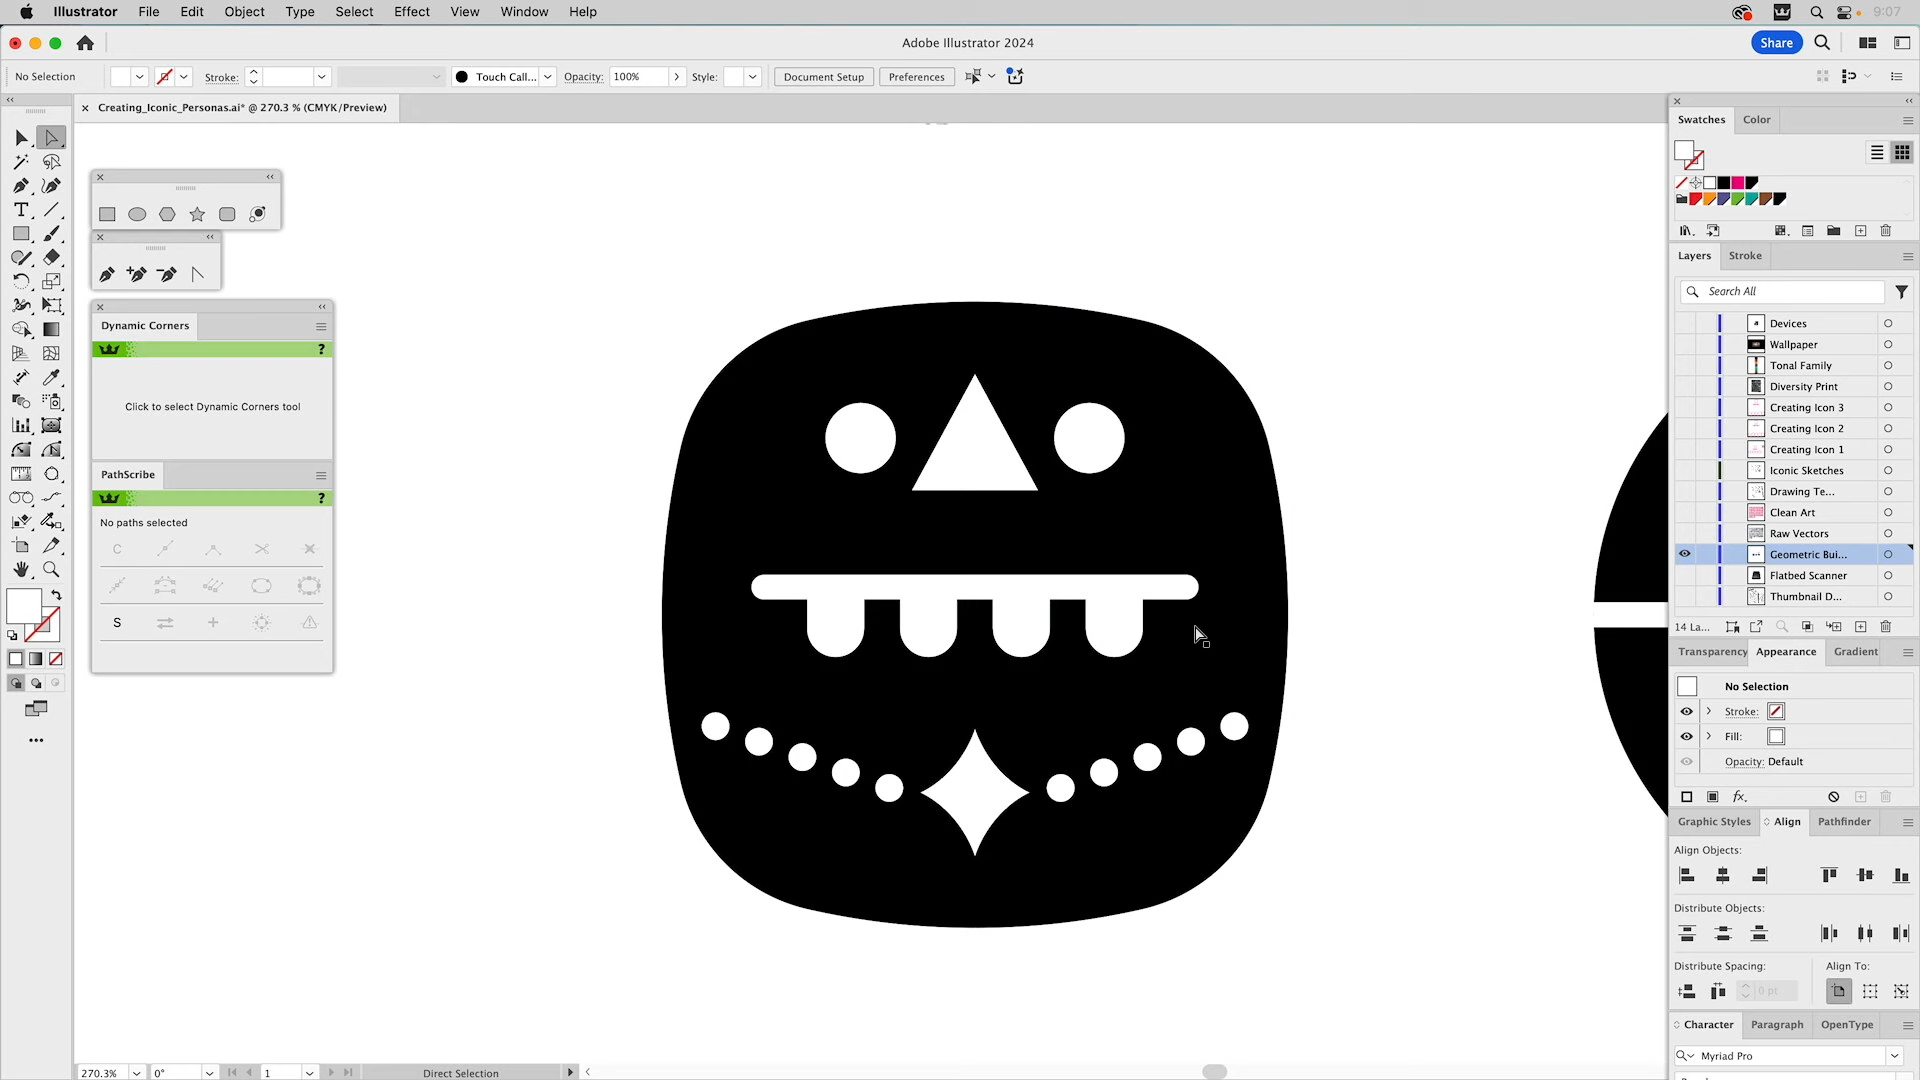 Illustrator File Edit Object Type Select Effect View Window Help 9:07
Adobe Illustrator 2024
Share
No Selection Stroke: Touch Call... Opacity: 100% Style: Document Setup Preferences
Creating_Iconic_Personas.ai* @ 270.3 % (CMYK/Preview)
Dynamic Corners
?
Click to select Dynamic Corners tool
PathScribe
?
No paths selected
C
S
Swatches Color
Layers Stroke
Search All
Devices
Wallpaper
Tonal Family
Diversity Print
Creating Icon 3
Creating Icon 2
Creating Icon 1
Iconic Sketches
Drawing Te...
Clean Art
Raw Vectors
Geometric Bui...
Flatbed Scanner
Thumbnail D...
14 La...
Transparency Appearance Gradient
No Selection
Stroke:
Fill:
Opacity: Default
fx.
Graphic Styles Align Pathfinder
Align Objects:
Distribute Objects:
Distribute Spacing: Align To:
0 pt
Character Paragraph OpenType
Myriad Pro
270.3% 0° 1 Direct Selection